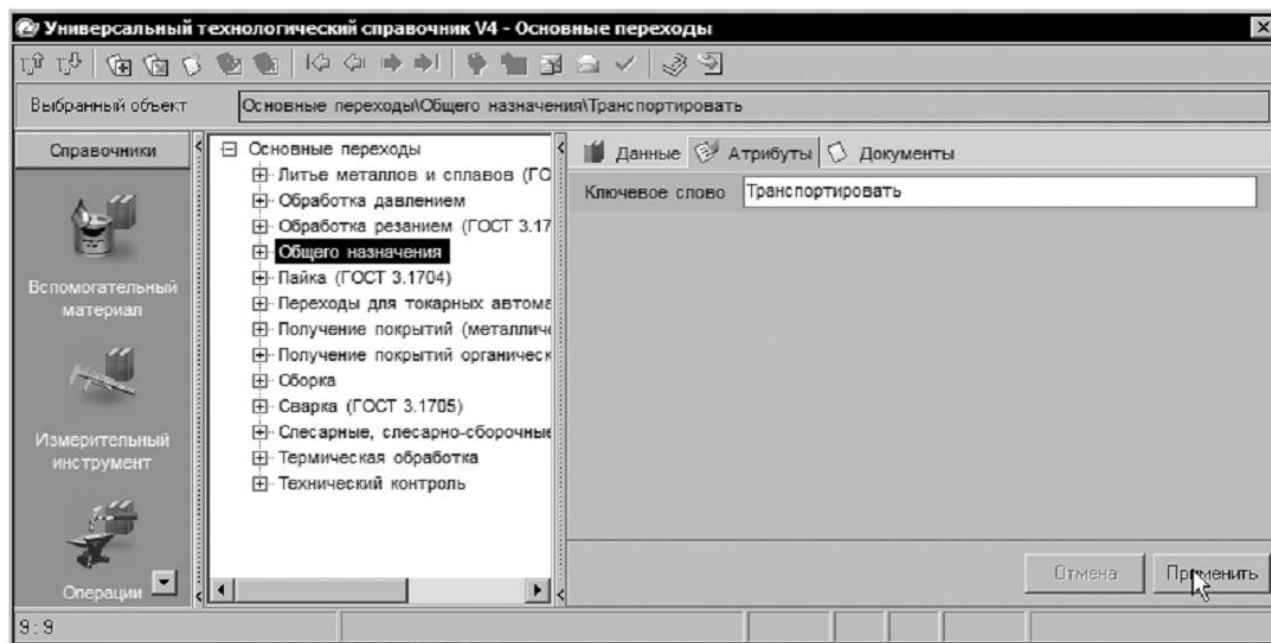 Универсальный технологический справочник V4 - Основные переходы
Выбранный объект
Основные переходы\Общего назначения\Транспортировать
Справочники
Вспомогательный
материал
Измерительный
инструмент
Операции
Основные переходы
Литье металлов и сплавов (ГО
Обработка давлением
Обработка резанием (ГОСТ 3.17
Общего назначения
Пайка (ГОСТ 3.1704)
Переходы для токарных автома
Получение покрытий (металличе
Получение покрытий органическ
Сборка
Сварка (ГОСТ 3.1705)
Слесарные, слесарно-сборочные
Термическая обработка
Технический контроль
Данные Атрибуты Документы
Ключевое слово Транспортировать
Отмена Применить
9 : 9